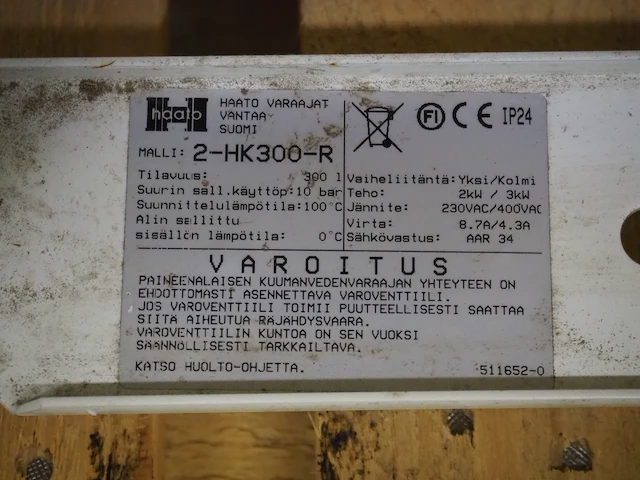 haato
HAATO VARAAJAT
VANTAA
SUOMI
FI CE IP24
MALLI: 2-HK300-R
Tilavuus: 300 l
Suurin sall.käyttöp: 10 bar
Suunnittelulämpötila: 100°C
Alin sallittu
sisällön lämpötila: 0°C
Vaiheliitäntä: Yksi/Kolmi
Teho: 2kW / 3kW
Jännite: 230VAC/400VAC
Virta: 8.7A/4.3A
Sähkövastus: AAR 34
VAROITUS
PAINEENALAISEN KUUMANVEDENVARAAJAN YHTEYTEEN ON
EHDOTTOMASTI ASENNETTAVA VAROVENTTIILI.
JOS VAROVENTTIILI TOIMII PUUTTEELLISESTI SAATTAA
SIITÄ AIHEUTUA RÄJÄHDYSVAARA.
VAROVENTTIILIN KUNTOA ON SEN VUOKSI
SÄÄNNÖLLISESTI TARKKAILTAVA.
KATSO HUOLTO-OHJETTA.
511652-0